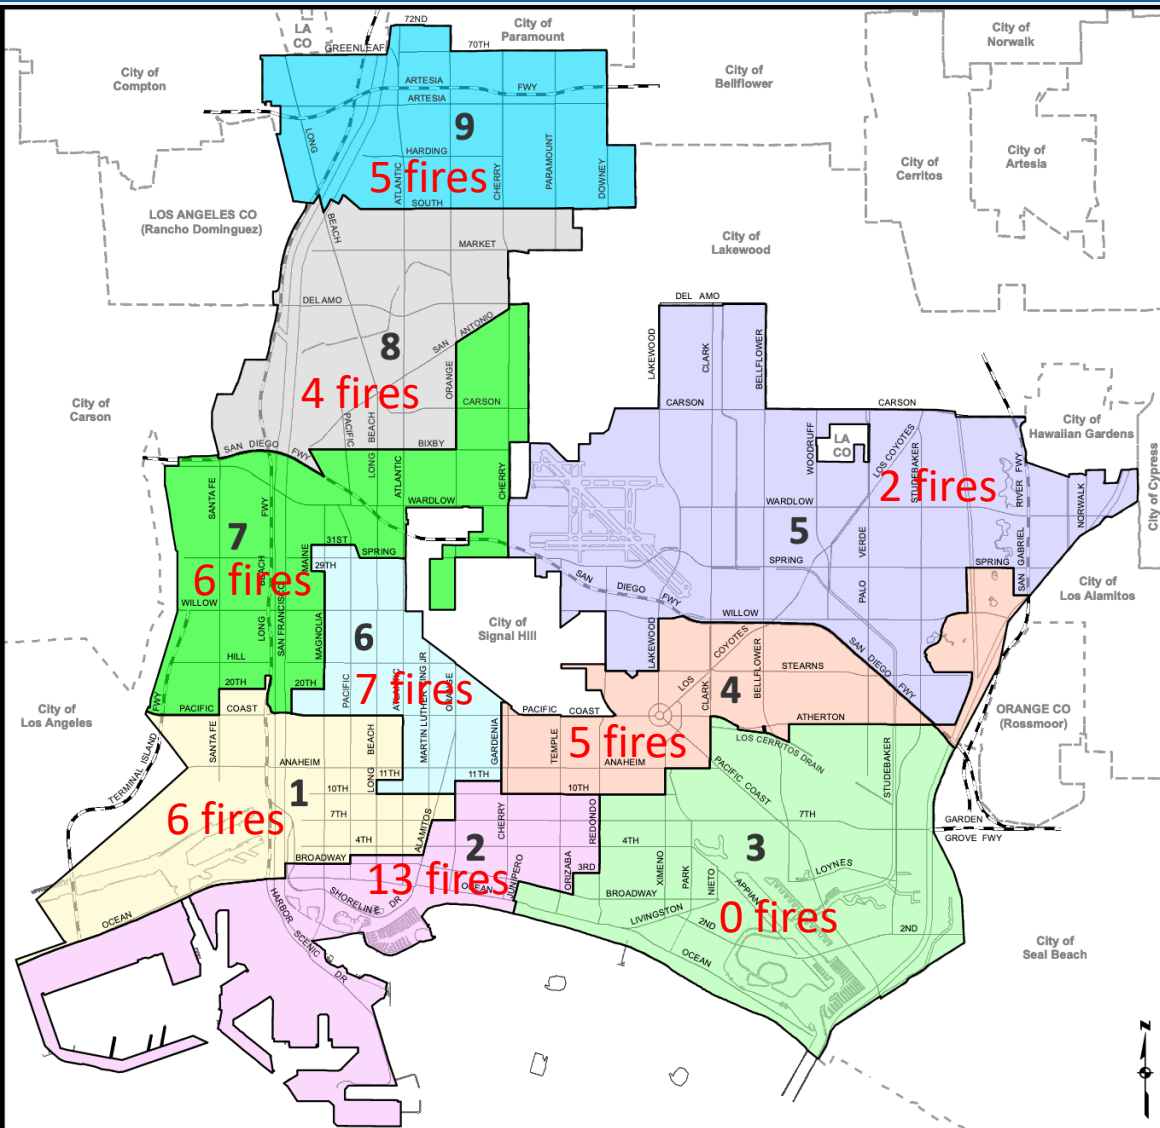 72ND
LA
CO
City of
Paramount
City of
Norwalk
GREENLEAF
70TH
City of
Compton
City of
Bellflower
ARTESIA
FWY
ARTESIA
9
LONG
HARDING
5 fires
ATLANTIC
CHERRY
PARAMOUNT
DOWNEY
City of
Cerritos
City of
Artesia
SOUTH
LOS ANGELES CO
(Rancho Dominguez)
BEACH
MARKET
City of
Lakewood
DEL AMO
DEL AMO
SAN ANTONIO
8
4 fires
ORANGE
LAKEWOOD
CLARK
BELLFLOWER
City of
Carson
CARSON
CARSON
CARSON
PACIFIC
LONG BEACH
BIXBY
SAN DIEGO FWY
WOODRUFF
LA
CO
LOS COYOTES
STUDEBAKER
City of
Hawaiian Gardens
City of Cypress
SANTA FE
FWY
ATLANTIC
CHERRY
WARDLOW
WARDLOW
2 fires
RIVER FWY
NORWALK
7
6 fires
31ST
SPRING
29TH
MAINE
BEACH
5
VERDE
SPRING
SPRING
SAN GABRIEL
SAN DIEGO FWY
PALO
City of
Los Alamitos
WILLOW
WILLOW
LONG
SAN FRANCISCO
MAGNOLIA
6
City of
Signal Hill
LAKEWOOD
COYOTES
BELLFLOWER
SAN DIEGO FWY
HILL
STEARNS
20TH
20TH
PACIFIC
7 fires
ATLANTIC
MARTIN LUTHER KING JR
ORANGE
LOS
CLARK
4
FWY
PACIFIC COAST
PACIFIC COAST
ATHERTON
City of
Los Angeles
ORANGE CO
(Rossmoor)
SANTA FE
BEACH
GARDENIA
TEMPLE
5 fires
LOS CERRITOS DRAIN
STUDEBAKER
TERMINAL ISLAND
ANAHEIM
LONG
11TH
11TH
ANAHEIM
PACIFIC COAST
1
10TH
10TH
6 fires
7TH
4TH
ALAMITOS
CHERRY
REDONDO
7TH
GARDEN
GROVE FWY
BROADWAY
2
3RD
4TH
3
13 fires
OCEAN
JUNIPERO
ORIZABA
XIMENO
PARK
NIETO
APPIAN
LOYNES
BROADWAY
HARBOR SCENIC DR
SHORELINE DR
OCEAN
LIVINGSTON
2ND
0 fires
2ND
OCEAN
City of
Seal Beach
N